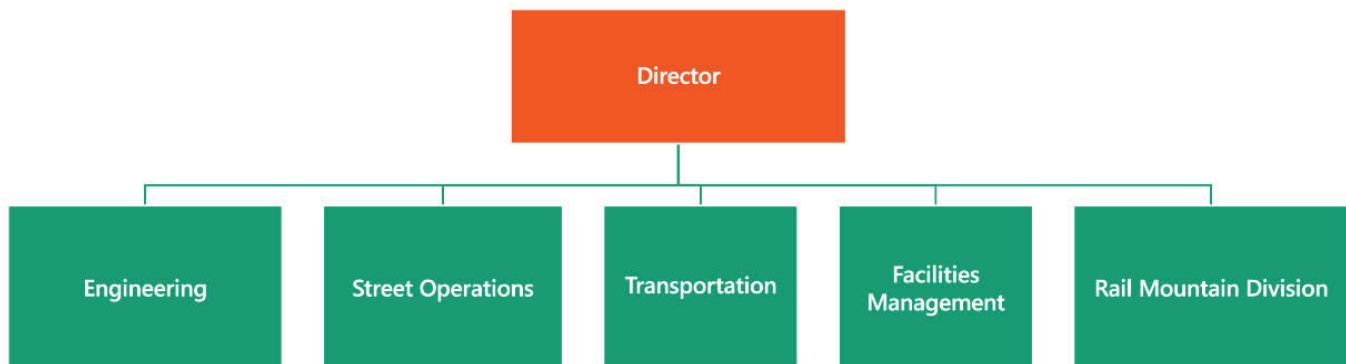 Director
Engineering
Street Operations
Transportation
Facilities
Management
Rail Mountain Division